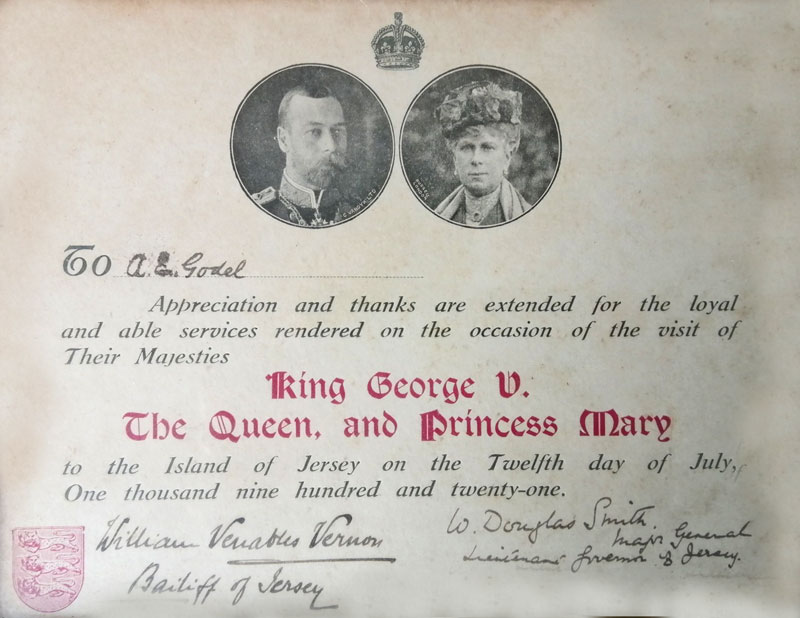 To A. E. Godel
Appreciation and thanks are extended for the loyal
and able services rendered on the occasion of the visit of
Their Majesties
King George V.
The Queen, and Princess Mary
to the Island of Jersey on the Twelfth day of July,
One thousand nine hundred and twenty-one.
William Venables Vernon
Bailiff of Jersey
W. Douglas Smith.
Major General
Lieutenant Governor of Jersey.